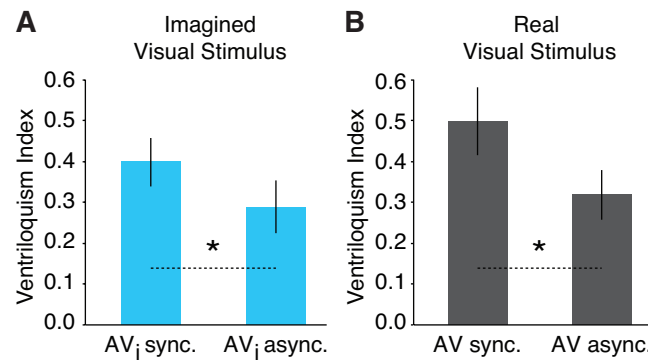 A
Imagined
Visual Stimulus
Ventriloquism Index
0.6
0.5
0.4
0.3
0.2
0.1
0.0
*
AVi sync.
AVi async.
B
Real
Visual Stimulus
Ventriloquism Index
0.6
0.5
0.4
0.3
0.2
0.1
0.0
*
AV sync.
AV async.